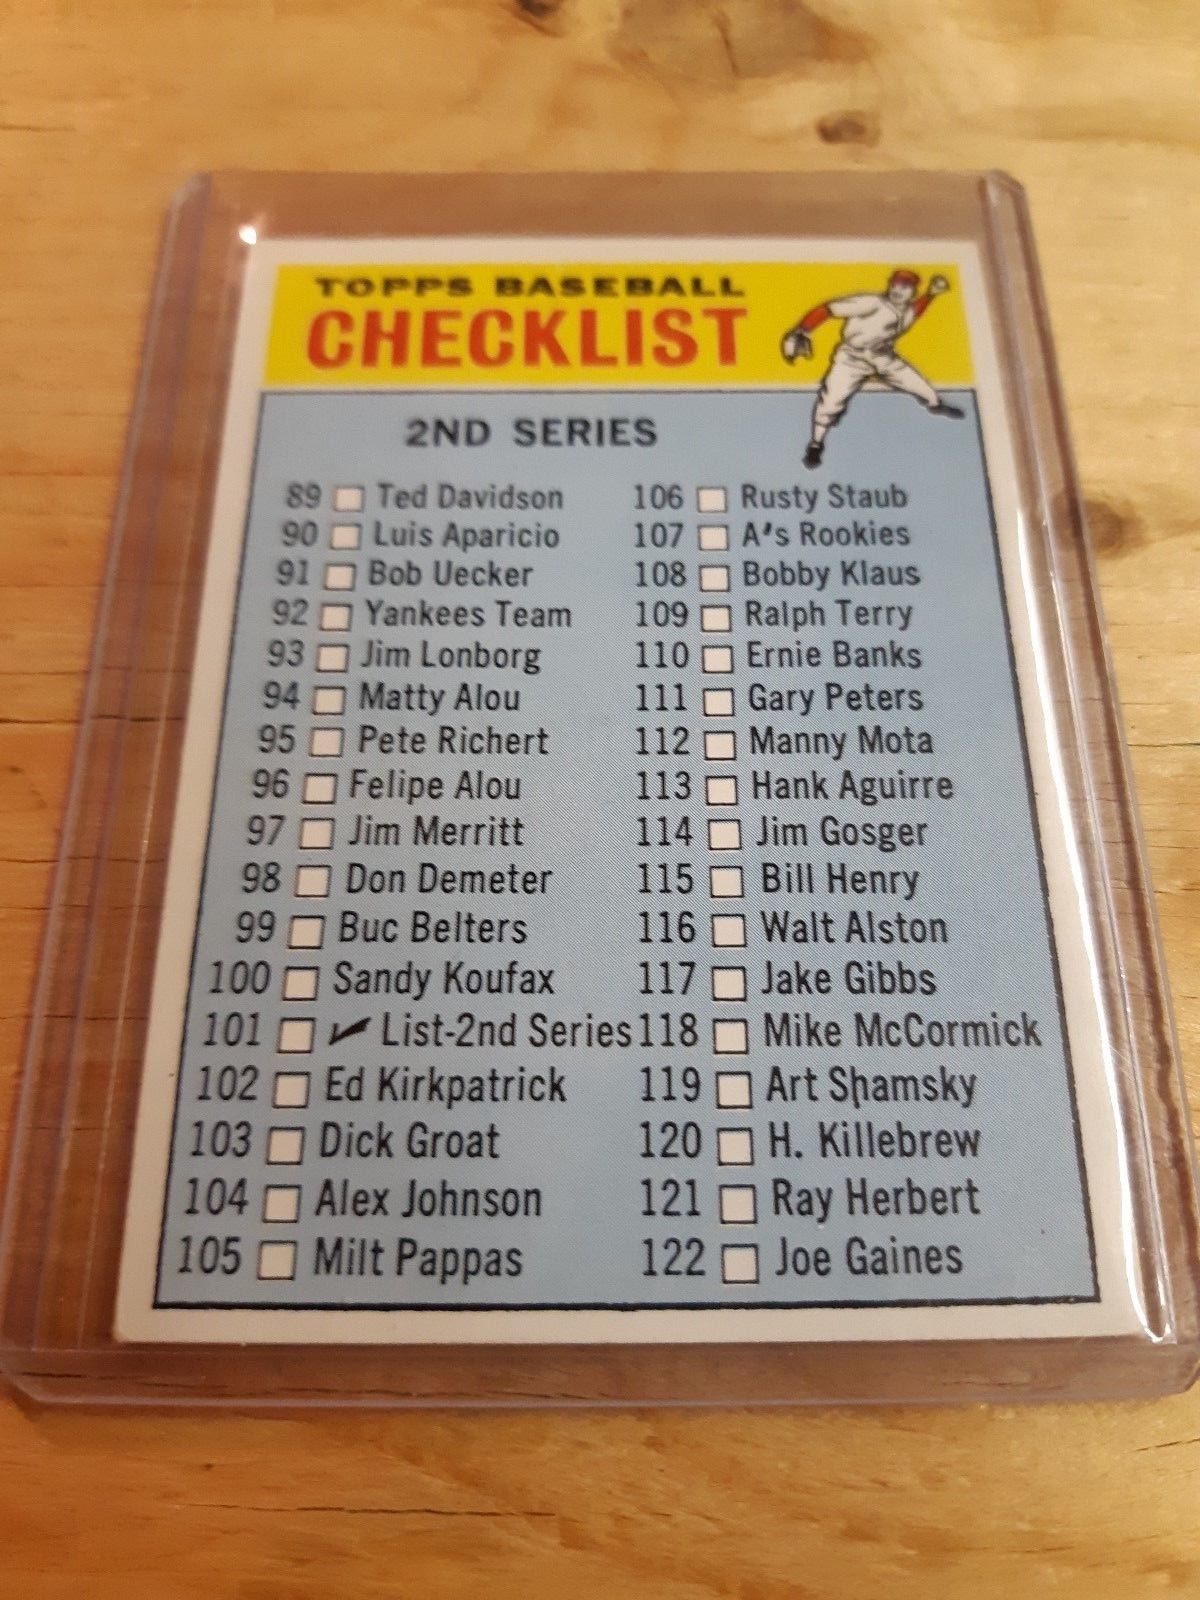 TOPPS BASEBALL
CHECKLIST
2ND SERIES
89 Ted Davidson
90 Luis Aparicio
91 Bob Uecker
92 Yankees Team
93 Jim Lonborg
94 Matty Alou
95 Pete Richert
96 Felipe Alou
97 Jim Merritt
98 Don Demeter
99 Buc Belters
100 Sandy Koufax
101 ✓ List-2nd Series
102 Ed Kirkpatrick
103 Dick Groat
104 Alex Johnson
105 Milt Pappas
106 Rusty Staub
107 A's Rookies
108 Bobby Klaus
109 Ralph Terry
110 Ernie Banks
111 Gary Peters
112 Manny Mota
113 Hank Aguirre
114 Jim Gosger
115 Bill Henry
116 Walt Alston
117 Jake Gibbs
118 Mike McCormick
119 Art Shamsky
120 H. Killebrew
121 Ray Herbert
122 Joe Gaines